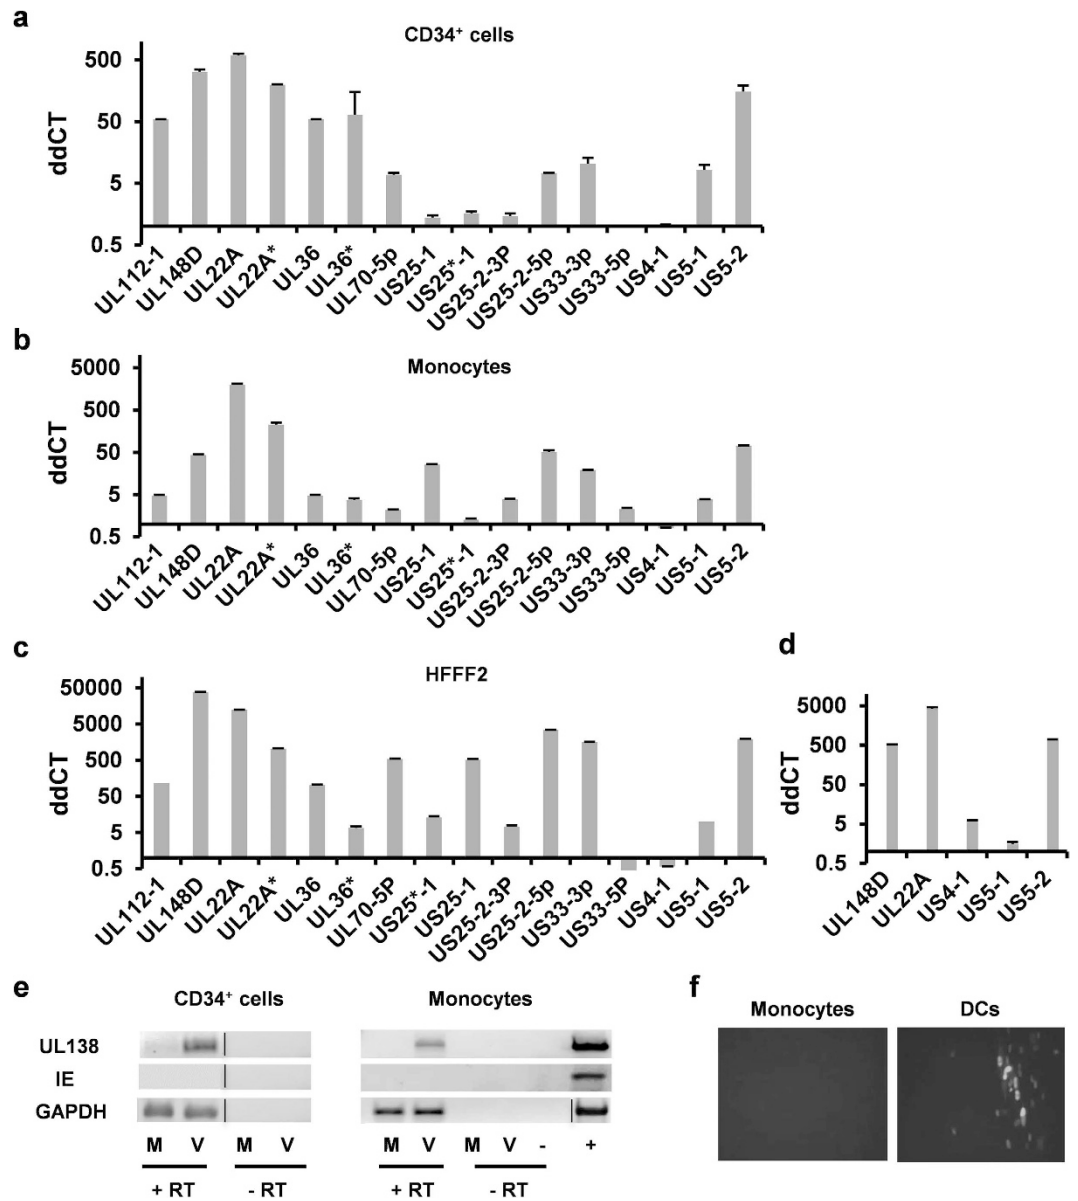 a
CD34+ cells
ddCT
500
50
5
0.5
UL112-1
UL148D
UL22A
UL22A*
UL36
UL36*
UL70-5p
US25-1
US25*-1
US25-2-3P
US25-2-5p
US33-3p
US33-5p
US4-1
US5-1
US5-2
b
Monocytes
ddCT
5000
500
50
5
0.5
UL112-1
UL148D
UL22A
UL22A*
UL36
UL36*
UL70-5p
US25-1
US25*-1
US25-2-3P
US25-2-5p
US33-3p
US33-5p
US4-1
US5-1
US5-2
c
HFFF2
ddCT
50000
5000
500
50
5
0.5
UL112-1
UL148D
UL22A
UL22A*
UL36
UL36*
UL70-5P
US25*-1
US25-1
US25-2-3P
US25-2-5p
US33-3p
US33-5P
US4-1
US5-1
US5-2
d
ddCT
5000
500
50
5
0.5
UL148D
UL22A
US4-1
US5-1
US5-2
e
CD34+ cells Monocytes
UL138
IE
GAPDH
M V M V M V M V - +
+ RT - RT + RT - RT
f
Monocytes DCs